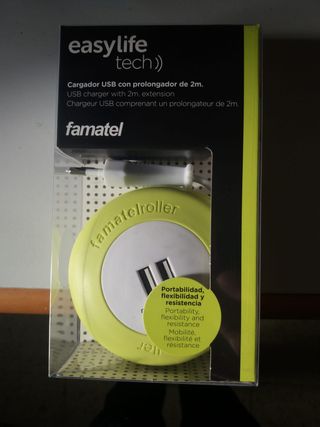 easylife
tech
Cargador USB con prolongador de 2m.
USB charger with 2m. extension
Chargeur USB comprenant un prolongateur de 2m.
famatel
famatelroller
Portabilidad,
flexibilidad y
resistencia
Portability,
flexibility and
resistance
Mobilité,
flexibilité et
résistance